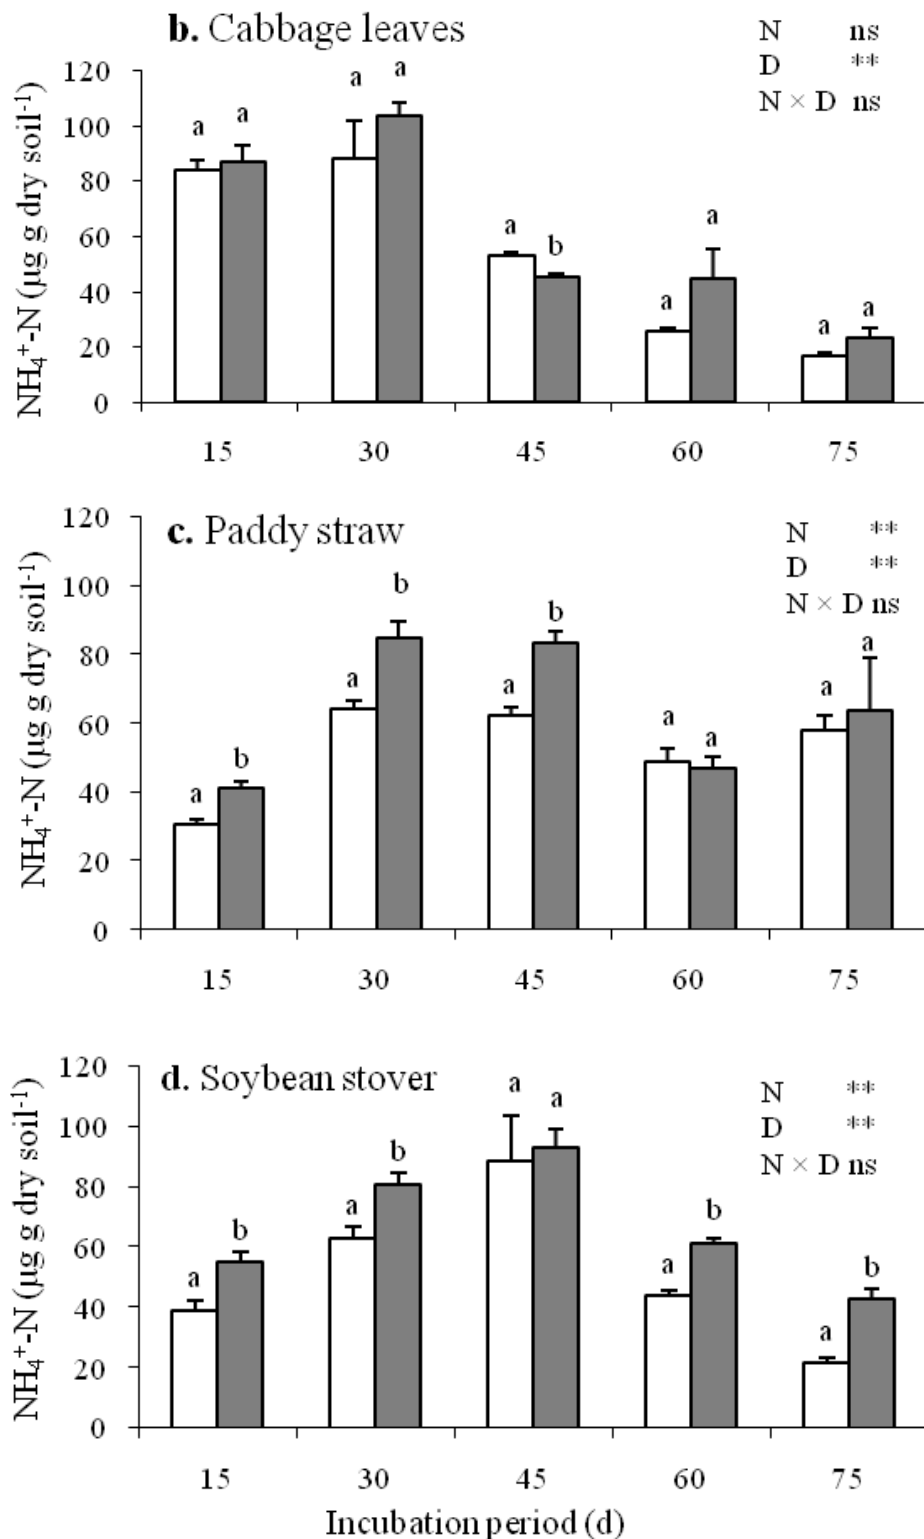 b. Cabbage leaves
N ns
D **
N × D ns
NH₄⁺-N (µg g dry soil⁻¹)
120
100
80
60
40
20
0
a a a a a b a a a a
15 30 45 60 75
c. Paddy straw
N **
D **
N × D ns
NH₄⁺-N (µg g dry soil⁻¹)
120
100
80
60
40
20
0
a b a b a b a a a a
15 30 45 60 75
d. Soybean stover
N **
D **
N × D ns
NH₄⁺-N (µg g dry soil⁻¹)
120
100
80
60
40
20
0
a b a b a a a b a b
15 30 45 60 75
Incubation period (d)